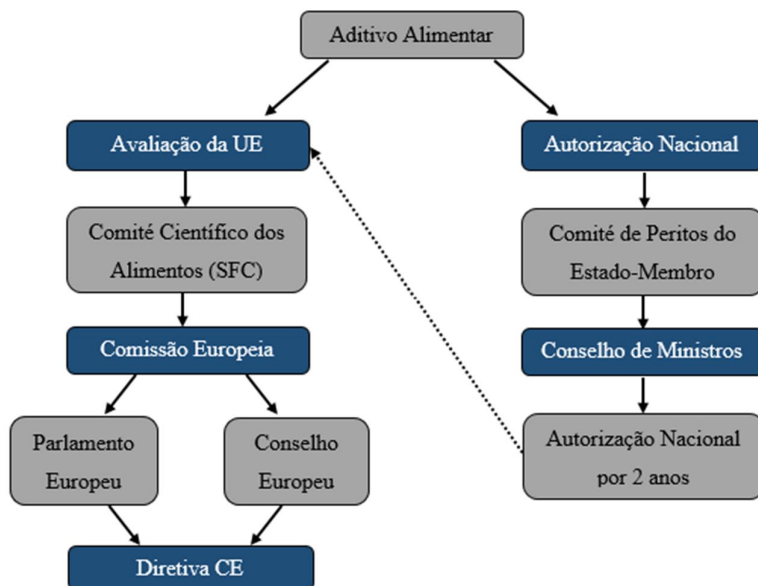 Aditivo Alimentar
Avaliação da UE
Autorização Nacional
Comité Científico dos
Alimentos (SFC)
Comité de Peritos do
Estado-Membro
Comissão Europeia
Conselho de Ministros
Parlamento
Europeu
Conselho
Europeu
Autorização Nacional
por 2 anos
Diretiva CE